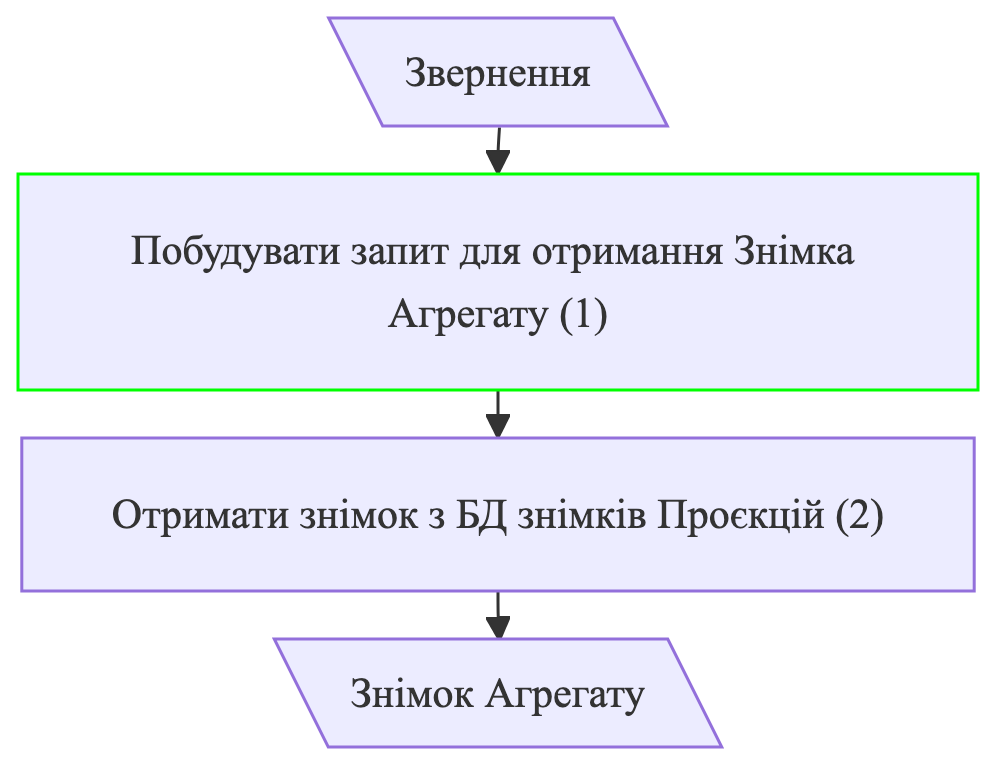 Звернення
Побудувати запит для отримання Знімка
Агрегату (1)
Отримати знімок з БД знімків Проєкцій (2)
Знімок Агрегату